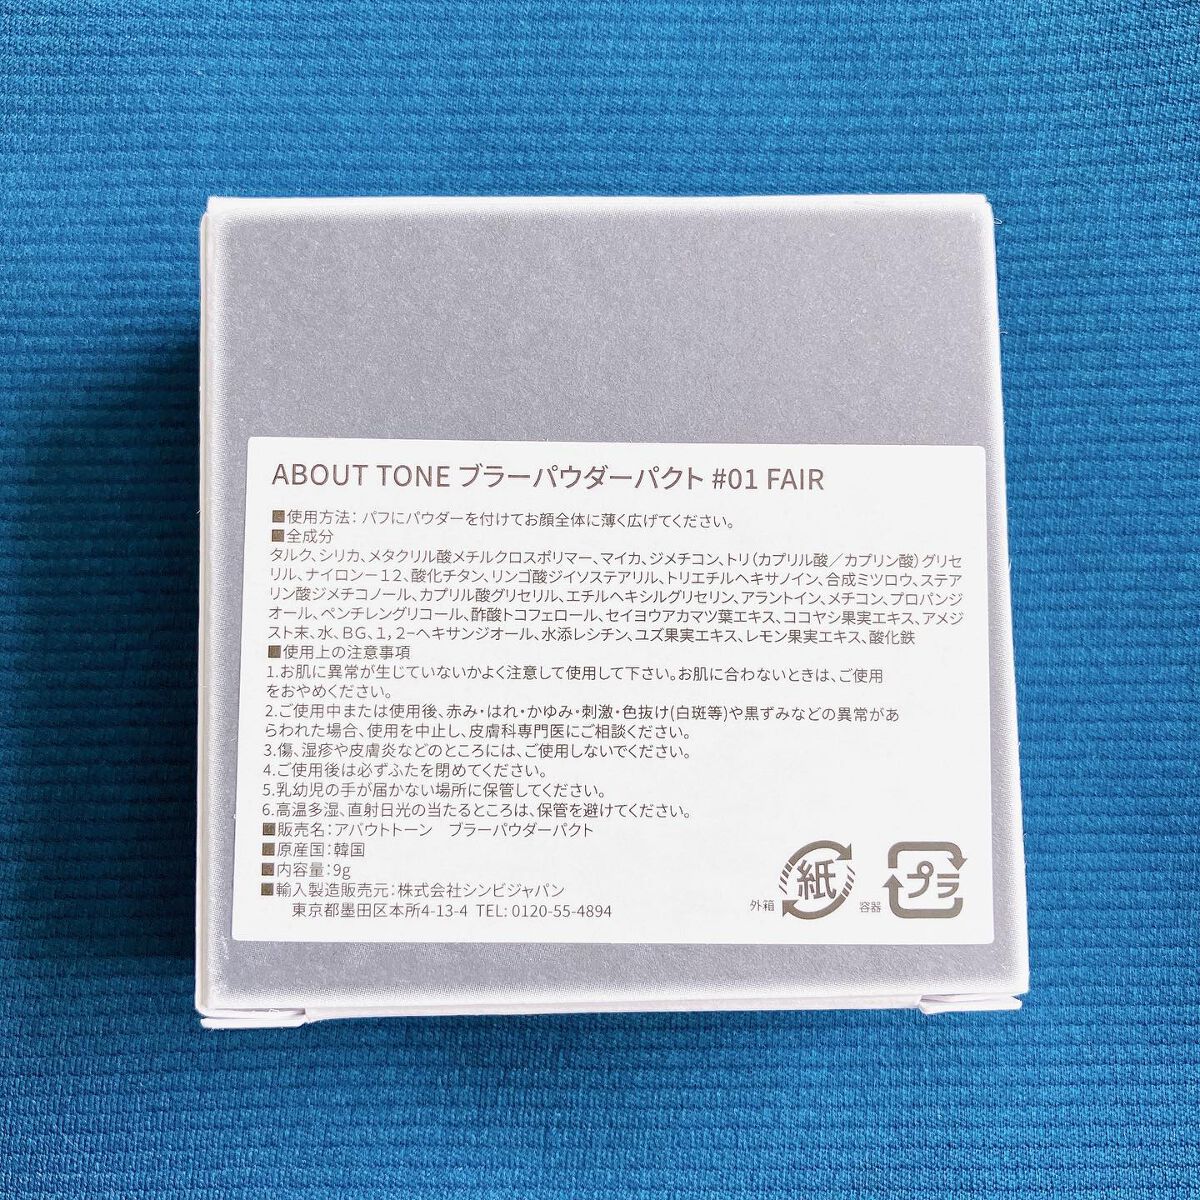 ABOUT TONE ブラーパウダーパクト #01 FAIR
■使用方法：パフにパウダーを付けてお顔全体に薄く広げてください。
■全成分
タルク、シリカ、メタクリル酸メチルクロスポリマー、マイカ、ジメチコン、トリ（カプリル酸／カプリン酸）グリセ
リル、ナイロン－１２、酸化チタン、リンゴ酸ジイソステアリル、トリエチルヘキサノイン、合成ミツロウ、ステア
リン酸ジメチコノール、カプリル酸グリセリル、エチルヘキシルグリセリン、アラントイン、メチコン、プロパンジ
オール、ペンチレングリコール、酢酸トコフェロール、セイヨウアカマツ葉エキス、ココヤシ果実エキス、アメジ
スト末、水、ＢＧ、１，２－ヘキサンジオール、水添レシチン、ユズ果実エキス、レモン果実エキス、酸化鉄
■使用上の注意事項
1.お肌に異常が生じていないかよく注意して使用して下さい。お肌に合わないときは、ご使用
をおやめください。
2.ご使用中または使用後、赤み・はれ・かゆみ・刺激・色抜け(白斑等)や黒ずみなどの異常があ
らわれた場合、使用を中止し、皮膚科専門医にご相談ください。
3.傷、湿疹や皮膚炎などのところには、ご使用しないでください。
4.ご使用後は必ずふたを閉めてください。
5.乳幼児の手が届かない場所に保管してください。
6.高温多湿、直射日光の当たるところは、保管を避けてください。
■販売名：アバウトトーン　ブラーパウダーパクト
■原産国：韓国
■内容量：9g
■輸入製造販売元：株式会社シンビジャパン
東京都墨田区本所4-13-4 TEL: 0120-55-4894
外箱 紙 容器 プラ